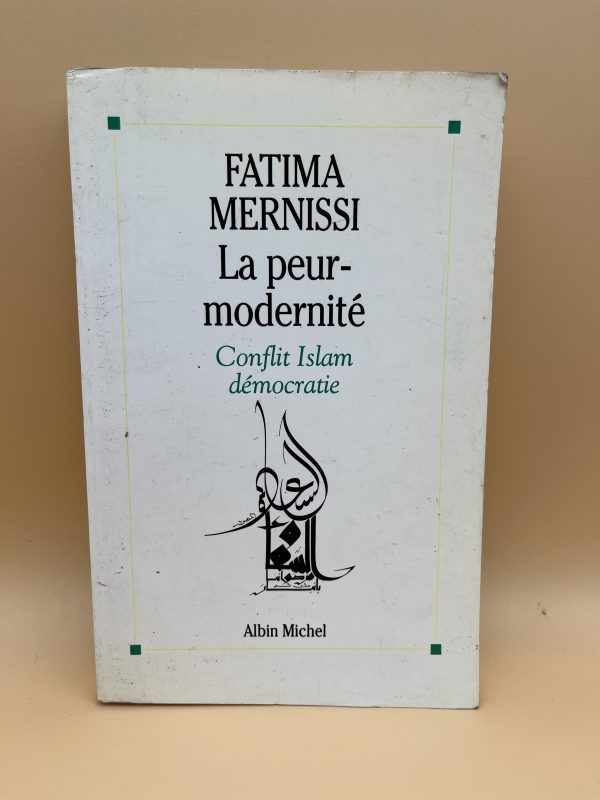 FATIMA
MERNISSI
La peur-
modernité
Conflit Islam
démocratie
Albin Michel